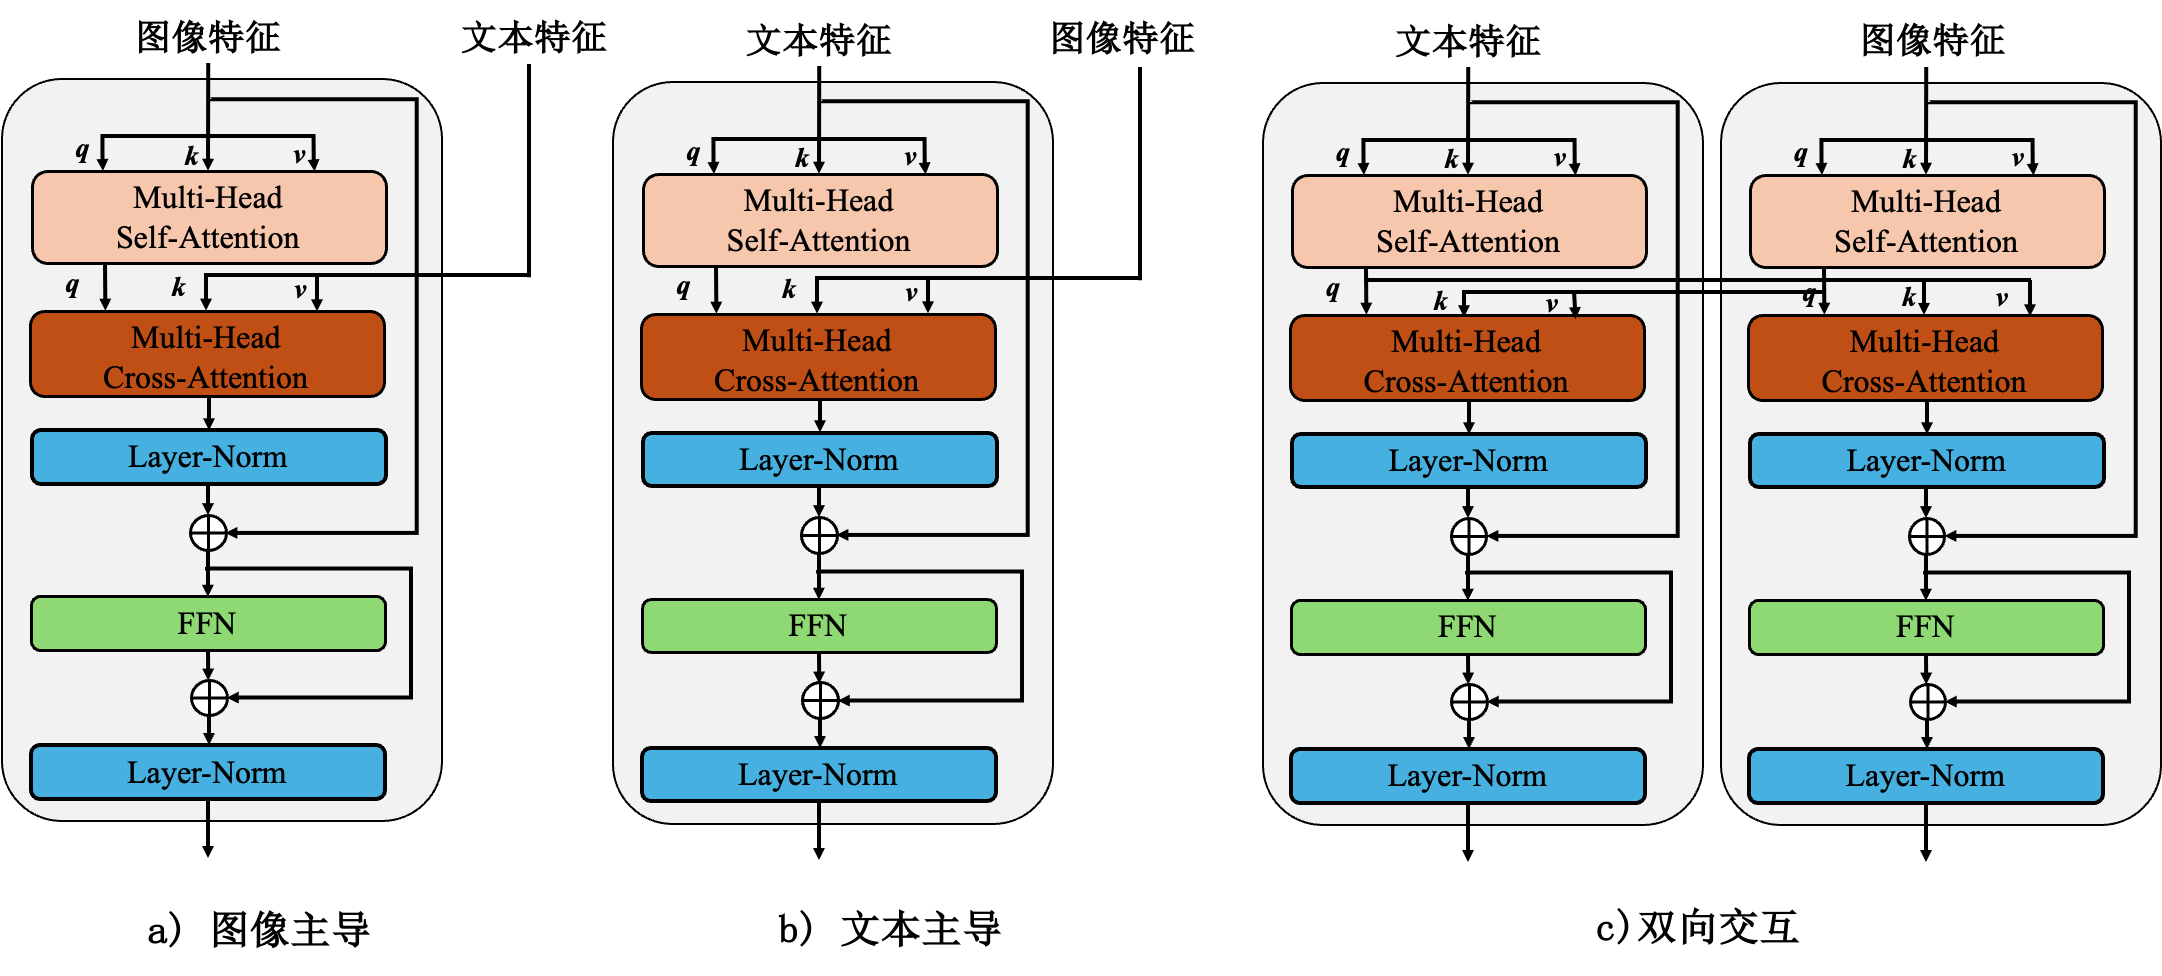 图像特征
文本特征
q
k
v
Multi-Head
Self-Attention
q
k
v
Multi-Head
Cross-Attention
Layer-Norm
FFN
Layer-Norm
a) 图像主导
文本特征
图像特征
q
k
v
Multi-Head
Self-Attention
q
k
v
Multi-Head
Cross-Attention
Layer-Norm
FFN
Layer-Norm
b) 文本主导
文本特征
q
k
v
Multi-Head
Self-Attention
q
k
v
Multi-Head
Cross-Attention
Layer-Norm
FFN
Layer-Norm
图像特征
q
k
v
Multi-Head
Self-Attention
q
k
v
Multi-Head
Cross-Attention
Layer-Norm
FFN
Layer-Norm
c)双向交互